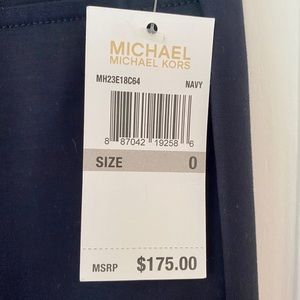 MICHAEL
MICHAEL KORS
MH23E18C64 NAVY
8 87042 19258 6
SIZE 0
MSRP $175.00